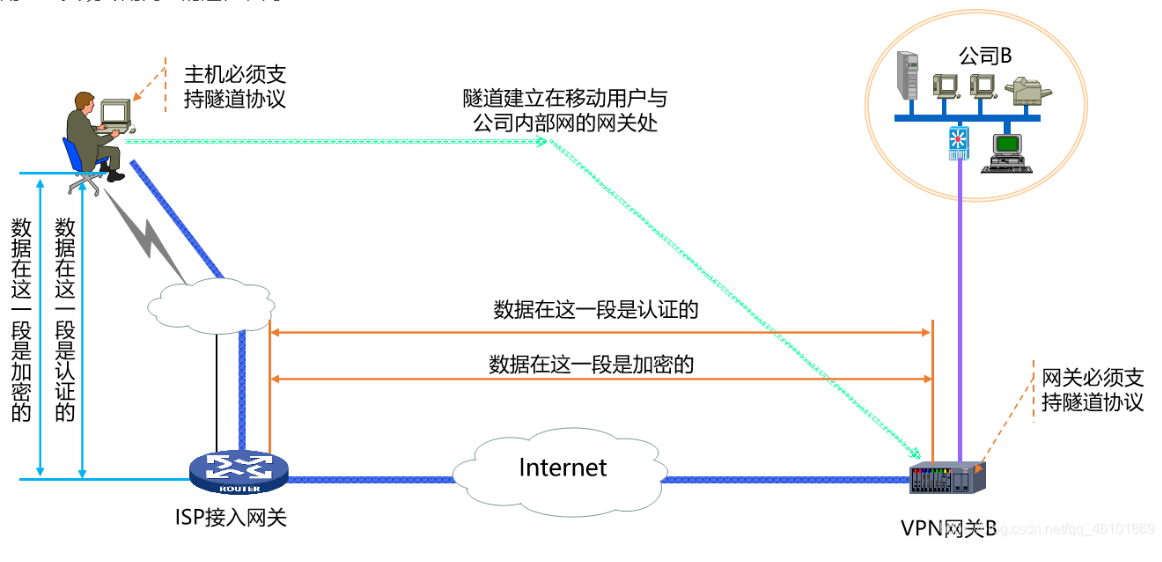 公司B
主机必须支
持隧道协议
隧道建立在移动用户与
公司内部网的网关处
数据在这一段是加密的
数据在这一段是认证的
数据在这一段是认证的
数据在这一段是加密的
网关必须支
持隧道协议
Internet
ROUTER
ISP接入网关
VPN网关B
g.csdn.net/qq_46101869